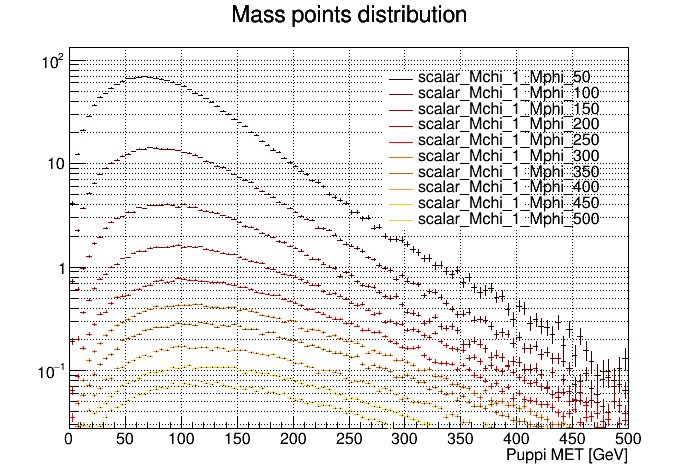 Mass points distribution
10²
10
1
10⁻¹
scalar_Mchi_1_Mphi_50
scalar_Mchi_1_Mphi_100
scalar_Mchi_1_Mphi_150
scalar_Mchi_1_Mphi_200
scalar_Mchi_1_Mphi_250
scalar_Mchi_1_Mphi_300
scalar_Mchi_1_Mphi_350
scalar_Mchi_1_Mphi_400
scalar_Mchi_1_Mphi_450
scalar_Mchi_1_Mphi_500
0 50 100 150 200 250 300 350 400 450 500
Puppi MET [GeV]